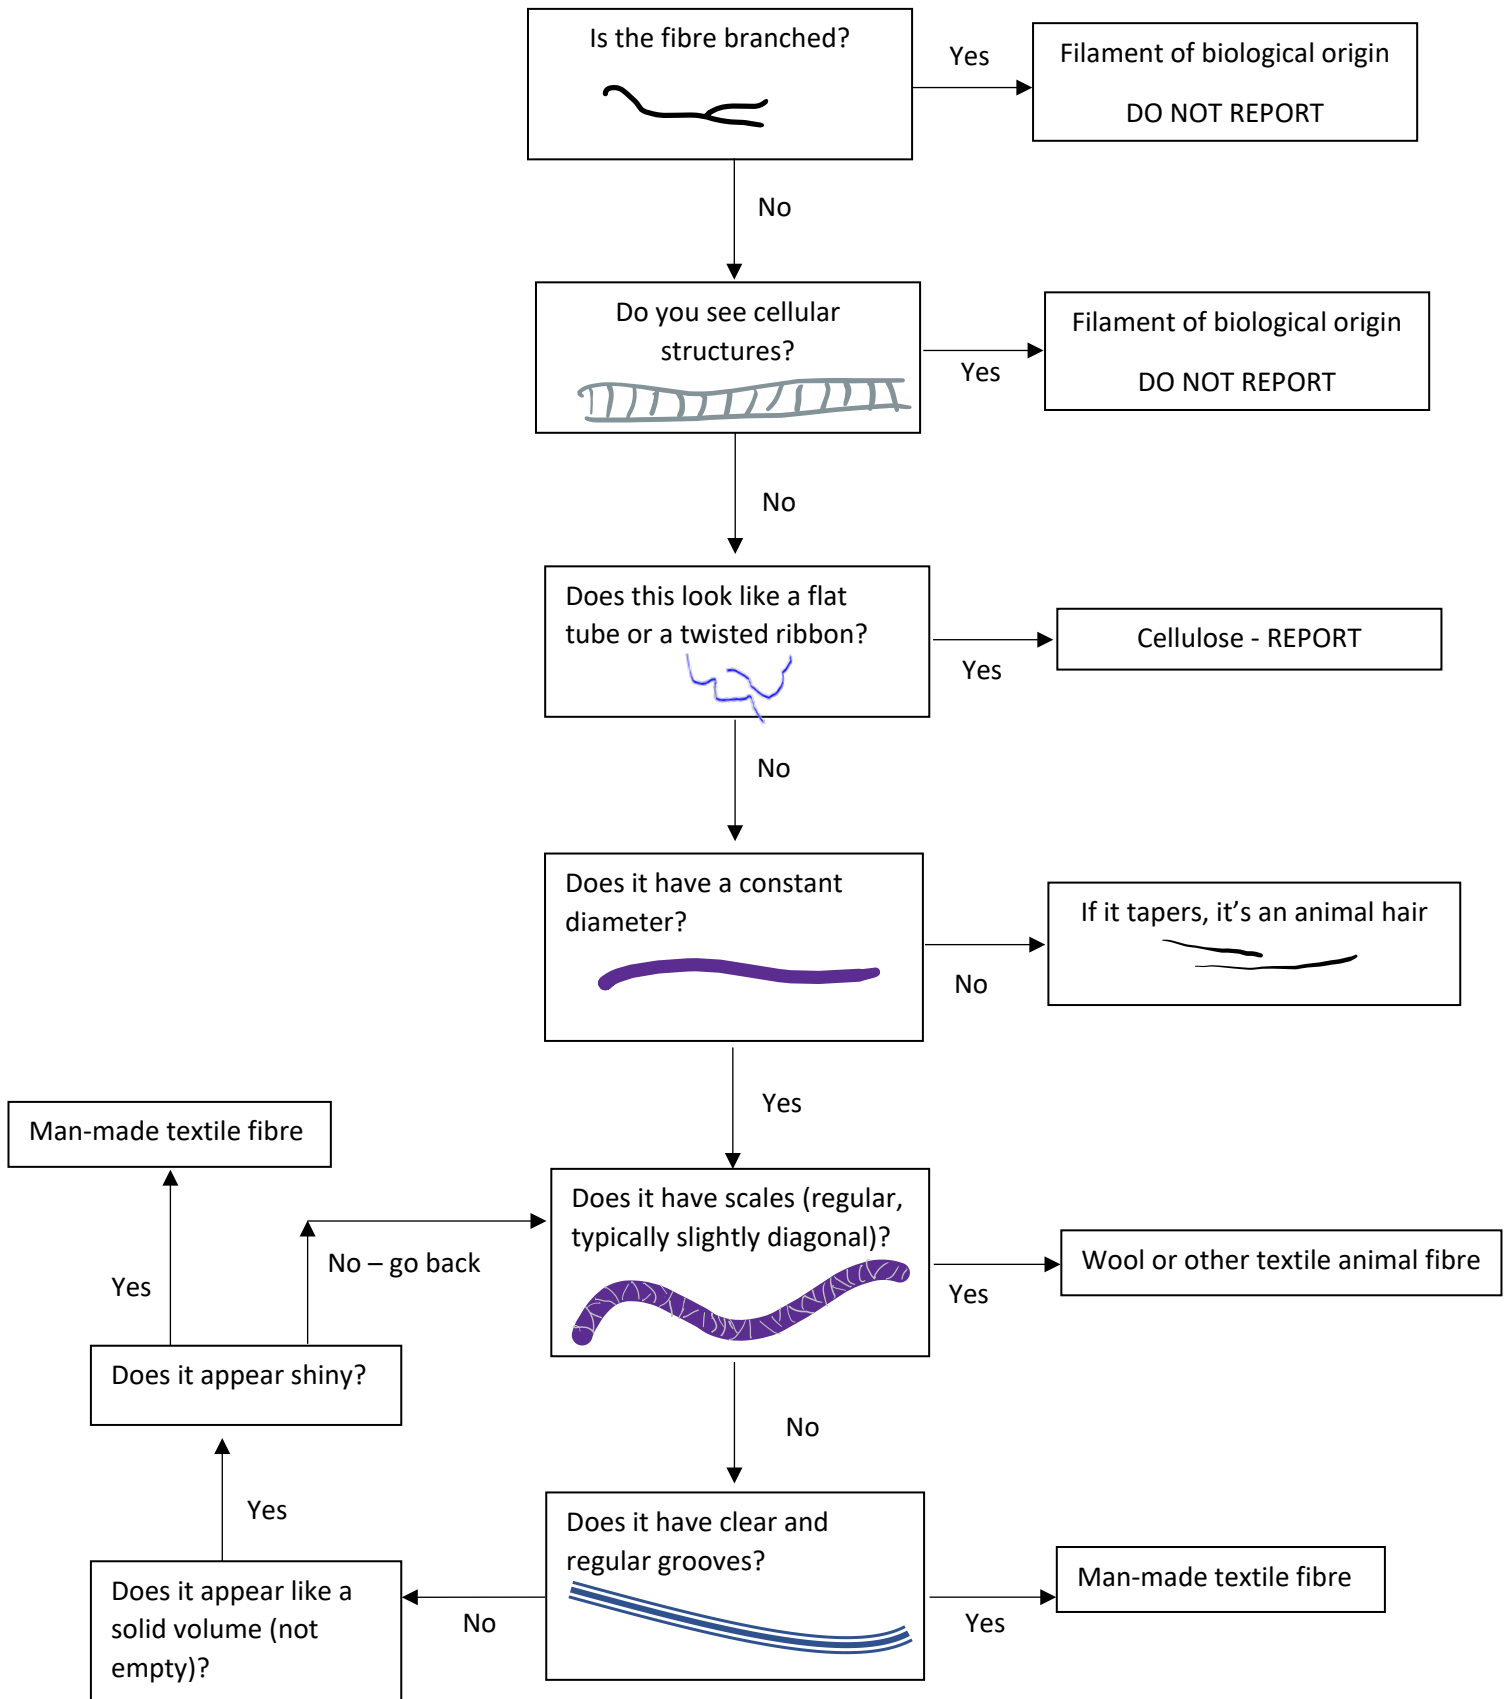 Is the fibre branched?
Yes
Filament of biological origin
DO NOT REPORT
No
Do you see cellular
structures?
Yes
Filament of biological origin
DO NOT REPORT
No
Does this look like a flat
tube or a twisted ribbon?
Yes
Cellulose - REPORT
No
Does it have a constant
diameter?
No
If it tapers, it’s an animal hair
Yes
Does it have scales (regular,
typically slightly diagonal)?
Yes
Wool or other textile animal fibre
No
Does it have clear and
regular grooves?
Yes
Man-made textile fibre
No
Does it appear like a
solid volume (not
empty)?
Yes
Does it appear shiny?
No – go back
Yes
Man-made textile fibre